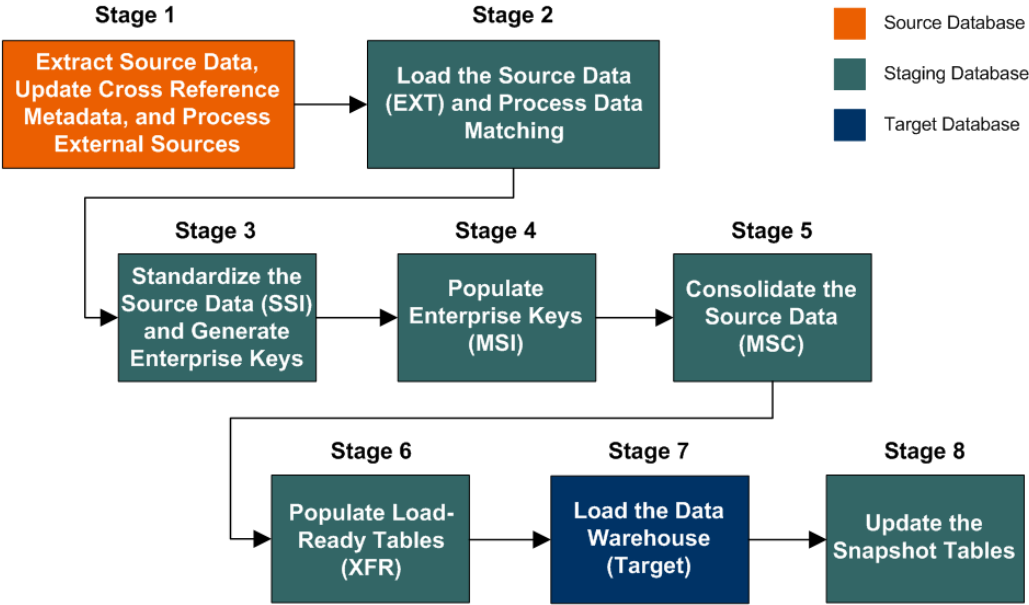 Stage 1
Extract Source Data,
Update Cross Reference
Metadata, and Process
External Sources
Stage 2
Load the Source Data
(EXT) and Process Data
Matching
Source Database
Staging Database
Target Database
Stage 3
Standardize the
Source Data (SSI)
and Generate
Enterprise Keys
Stage 4
Populate
Enterprise Keys
(MSI)
Stage 5
Consolidate the
Source Data
(MSC)
Stage 6
Populate Load-
Ready Tables
(XFR)
Stage 7
Load the Data
Warehouse
(Target)
Stage 8
Update the
Snapshot Tables